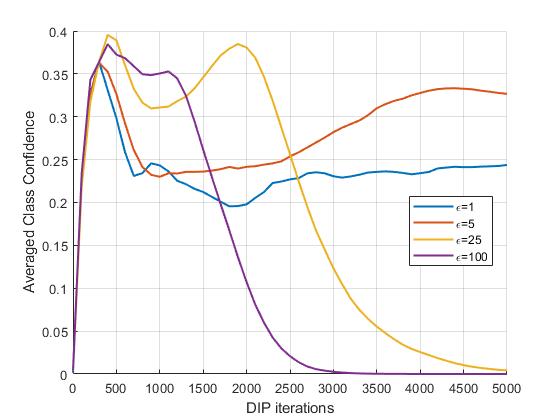 0.4
0.35
0.3
0.25
0.2
0.15
0.1
0.05
0
Averaged Class Confidence
0 500 1000 1500 2000 2500 3000 3500 4000 4500 5000
DIP iterations
ϵ=1
ϵ=5
ϵ=25
ϵ=100